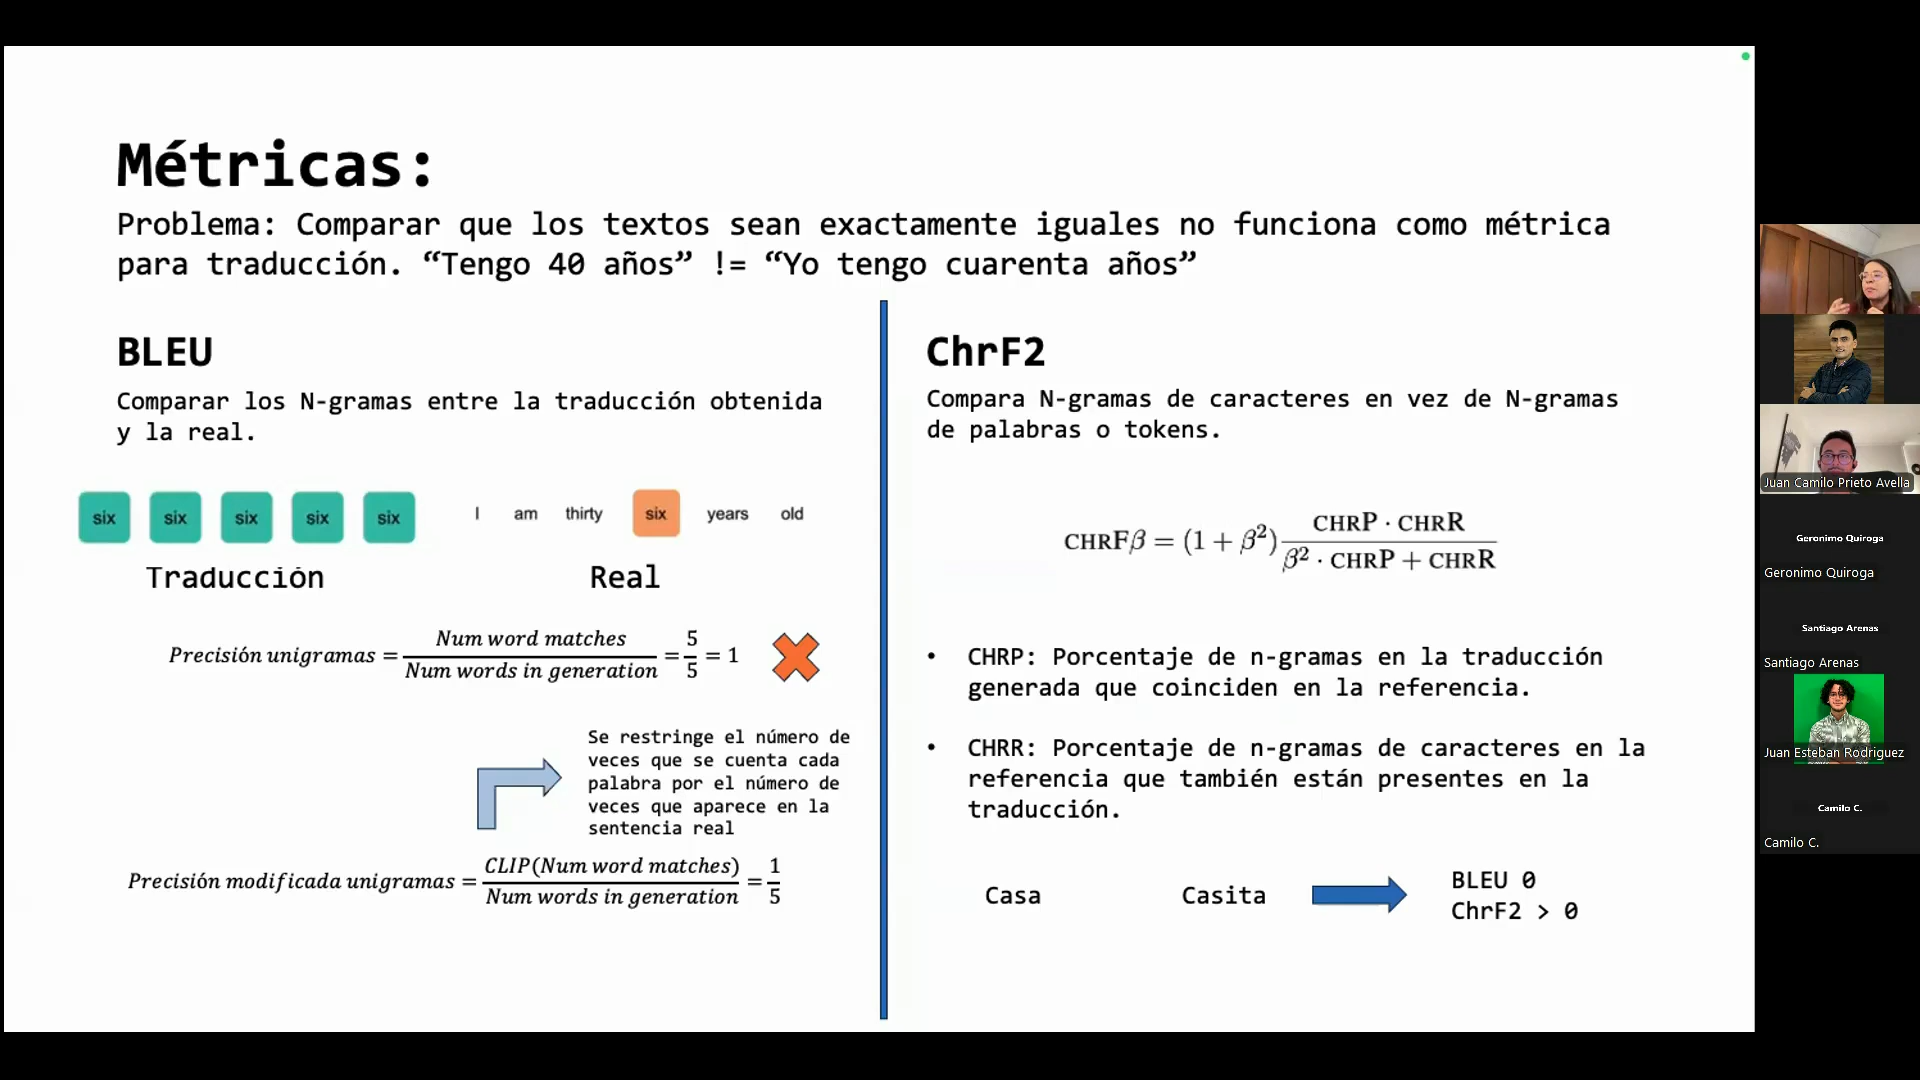 Métricas:
Problema: Comparar que los textos sean exactamente iguales no funciona como métrica
para traducción. “Tengo 40 años” != “Yo tengo cuarenta años”
BLEU
Comparar los N-gramas entre la traducción obtenida
y la real.
six six six six six
I am thirty six years old
Traducción
Real
Precisión unigramas = Num word matches / Num words in generation = 5/5 = 1
Se restringe el número de
veces que se cuenta cada
palabra por el número de
veces que aparece en la
sentencia real
Precisión modificada unigramas = CLIP(Num word matches) / Num words in generation = 1/5
ChrF2
Compara N-gramas de caracteres en vez de N-gramas
de palabras o tokens.
CHRFβ = (1 + β²) CHRP · CHRR / β² · CHRP + CHRR
• CHRP: Porcentaje de n-gramas en la traducción
generada que coinciden en la referencia.
• CHRR: Porcentaje de n-gramas de caracteres en la
referencia que también están presentes en la
traducción.
Casa Casita
BLEU 0
ChrF2 > 0
Juan Camilo Prieto Avella
Geronimo Quiroga
Geronimo Quiroga
Santiago Arenas
Santiago Arenas
Juan Esteban Rodriguez
Camilo C.
Camilo C.